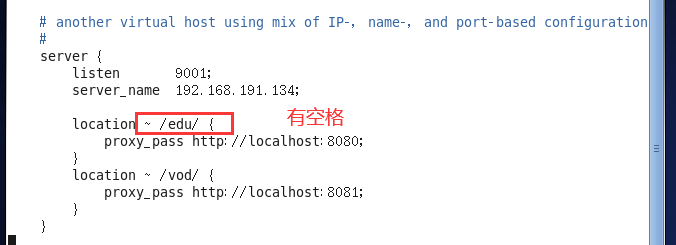 # another virtual host using mix of IP-, name-, and port-based configuration
#
server {
    listen       9001;
    server_name  192.168.191.134;
    location ~ /edu/ {
有空格
        proxy_pass http://localhost:8080;
    }
    location ~ /vod/ {
        proxy_pass http://localhost:8081;
    }
}